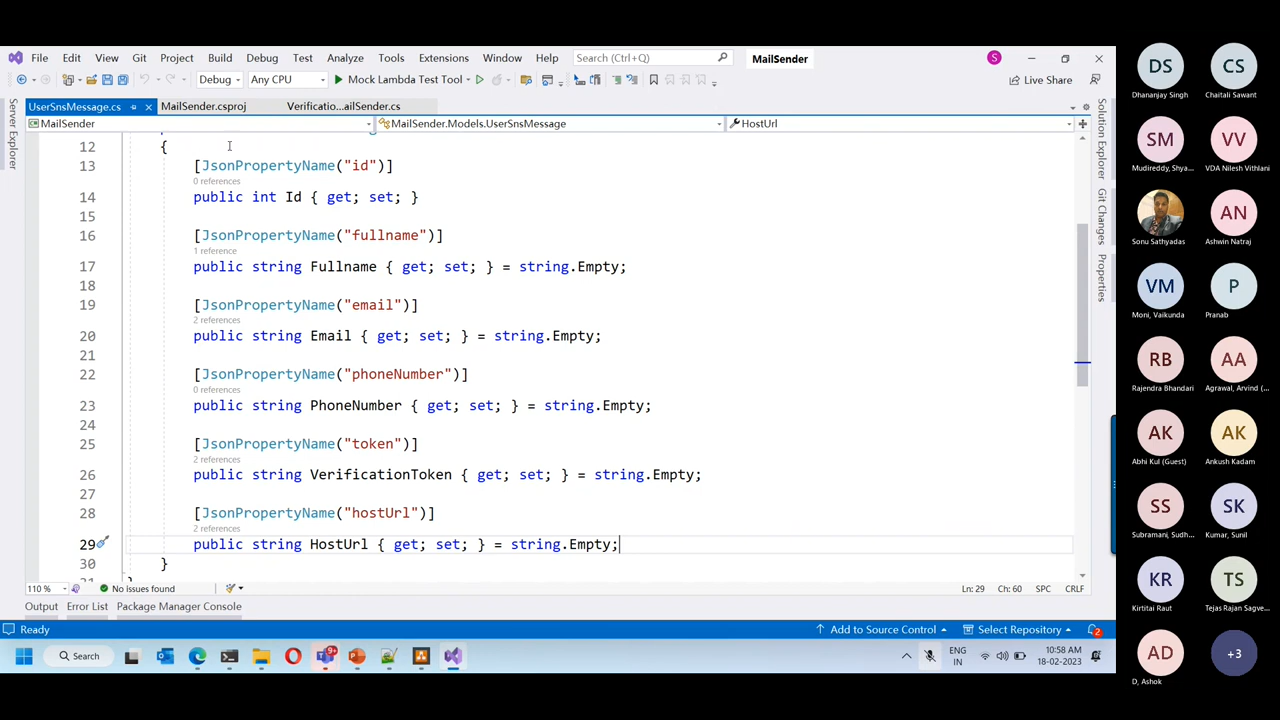 File Edit View Git Project Build Debug Test Analyze Tools Extensions Window Help Search (Ctrl+Q) MailSender S
Debug Any CPU Mock Lambda Test Tool Live Share
UserSnsMessage.cs MailSender.csproj Verificatio...ailSender.cs
MailSender MailSender.Models.UserSnsMessage HostUrl
Server Explorer
Solution Explorer
Git Changes
Properties
12 {
13 [JsonPropertyName("id")]
0 references
14 public int Id { get; set; }
15
16 [JsonPropertyName("fullname")]
1 reference
17 public string Fullname { get; set; } = string.Empty;
18
19 [JsonPropertyName("email")]
2 references
20 public string Email { get; set; } = string.Empty;
21
22 [JsonPropertyName("phoneNumber")]
0 references
23 public string PhoneNumber { get; set; } = string.Empty;
24
25 [JsonPropertyName("token")]
2 references
26 public string VerificationToken { get; set; } = string.Empty;
27
28 [JsonPropertyName("hostUrl")]
2 references
29 public string HostUrl { get; set; } = string.Empty;
30 }
110 % No issues found Ln: 29 Ch: 60 SPC CRLF
Output Error List Package Manager Console
Ready Add to Source Control Select Repository 2
Search 9+ ENG IN 10:58 AM 18-02-2023
DS CS
Dhananjay Singh Chaitali Sawant
SM VV
Mudireddy, Shya... VDA Nilesh Vithlani
AN
Sonu Sathyadas Ashwin Natraj
VM P
Moni, Vaikunda Pranab
RB AA
Rajendra Bhandari Agrawal, Arvind (...
AK AK
Abhi Kul (Guest) Ankush Kadam
SS SK
Subramani, Sudh... Kumar, Sunil
KR TS
Kirtitai Raut Tejas Rajan Sagve...
AD +3
D, Ashok